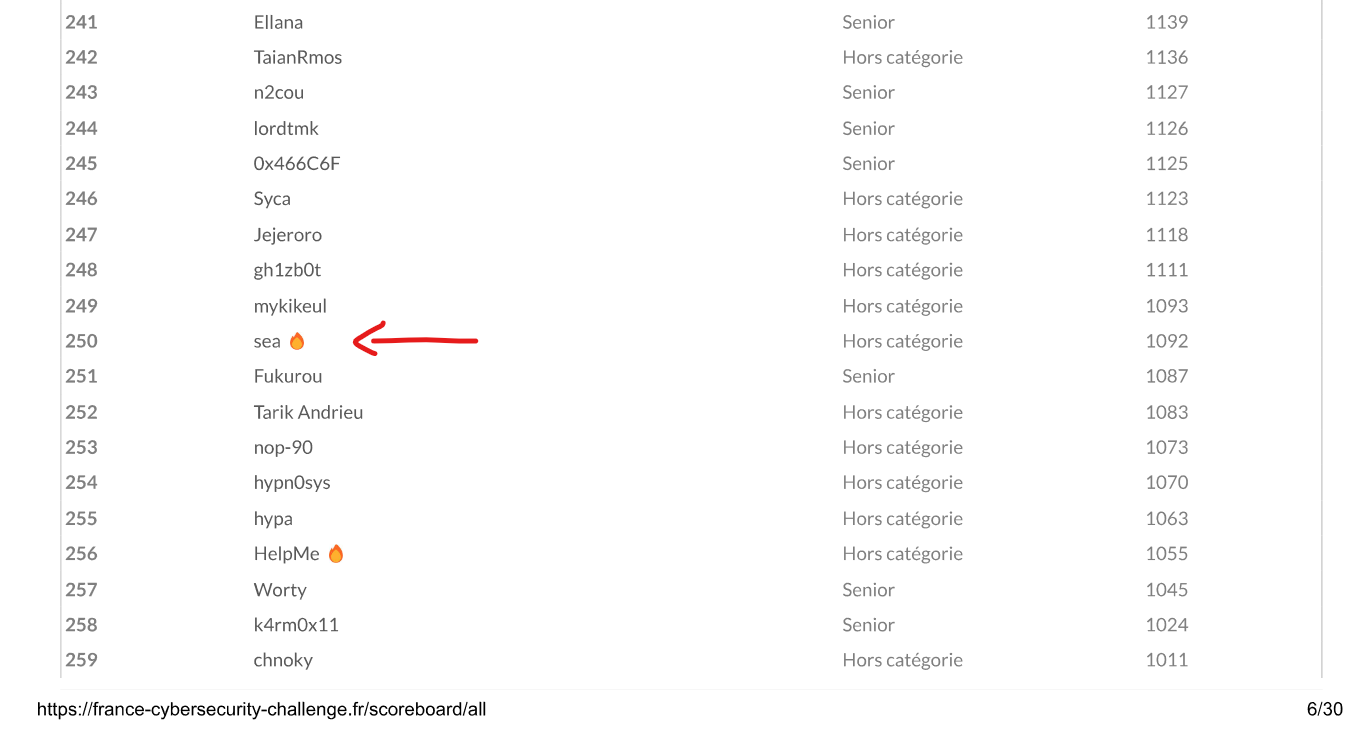 241 Ellana Senior 1139
242 TaianRmos Hors catégorie 1136
243 n2cou Senior 1127
244 lordtmk Senior 1126
245 0x466C6F Senior 1125
246 Syca Hors catégorie 1123
247 Jejeroro Hors catégorie 1118
248 gh1zb0t Hors catégorie 1111
249 mykikeul Hors catégorie 1093
250 sea 🔥 Hors catégorie 1092
251 Fukurou Senior 1087
252 Tarik Andrieu Hors catégorie 1083
253 nop-90 Hors catégorie 1073
254 hypn0sys Hors catégorie 1070
255 hypa Hors catégorie 1063
256 HelpMe 🔥 Hors catégorie 1055
257 Worty Senior 1045
258 k4rm0x11 Senior 1024
259 chnoky Hors catégorie 1011
https://france-cybersecurity-challenge.fr/scoreboard/all 6/30